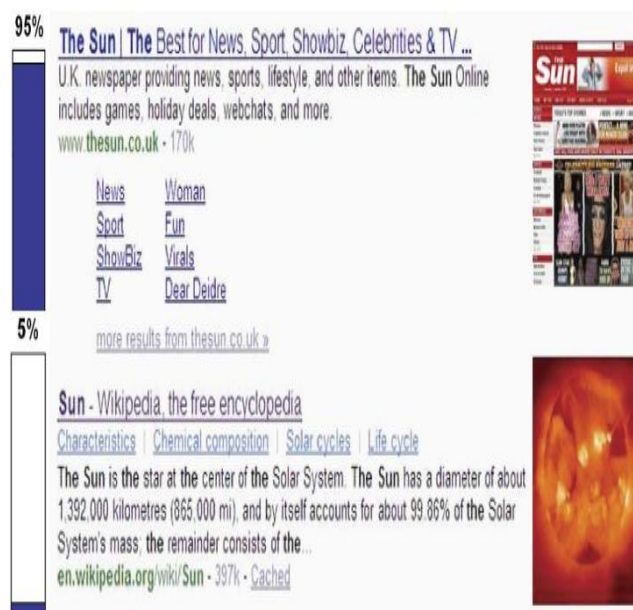 95%
The Sun | The Best for News, Sport, Showbiz, Celebrities & TV ...
U.K. newspaper providing news, sports, lifestyle, and other items. The Sun Online
includes games, holiday deals, webchats, and more.
www.thesun.co.uk - 170k
News Woman
Sport Fun
ShowBiz Virals
TV Dear Deidre
more results from thesun.co.uk »
Sun
5%
Sun - Wikipedia, the free encyclopedia
Characteristics | Chemical composition | Solar cycles | Life cycle
The Sun is the star at the center of the Solar System. The Sun has a diameter of about
1,392,000 kilometres (865,000 mi), and by itself accounts for about 99.86% of the Solar
System's mass; the remainder consists of the...
en.wikipedia.org/wiki/Sun - 397k - Cached